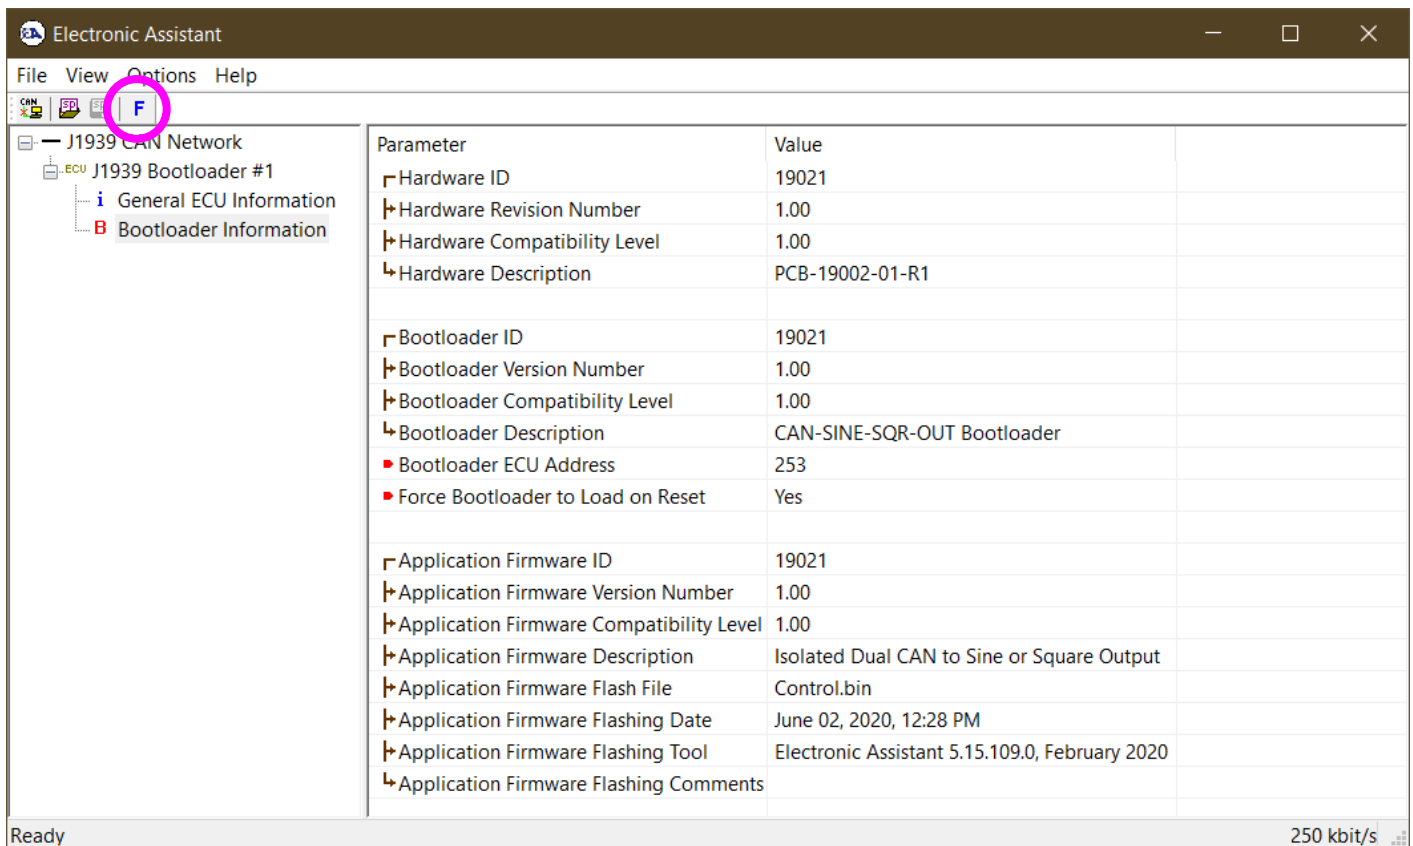 Electronic Assistant
File View Options Help
CAN SP SP F
J1939 CAN Network
ECU J1939 Bootloader #1
i General ECU Information
B Bootloader Information
Parameter Value
Hardware ID 19021
Hardware Revision Number 1.00
Hardware Compatibility Level 1.00
Hardware Description PCB-19002-01-R1
Bootloader ID 19021
Bootloader Version Number 1.00
Bootloader Compatibility Level 1.00
Bootloader Description CAN-SINE-SQR-OUT Bootloader
Bootloader ECU Address 253
Force Bootloader to Load on Reset Yes
Application Firmware ID 19021
Application Firmware Version Number 1.00
Application Firmware Compatibility Level 1.00
Application Firmware Description Isolated Dual CAN to Sine or Square Output
Application Firmware Flash File Control.bin
Application Firmware Flashing Date June 02, 2020, 12:28 PM
Application Firmware Flashing Tool Electronic Assistant 5.15.109.0, February 2020
Application Firmware Flashing Comments
Ready 250 kbit/s